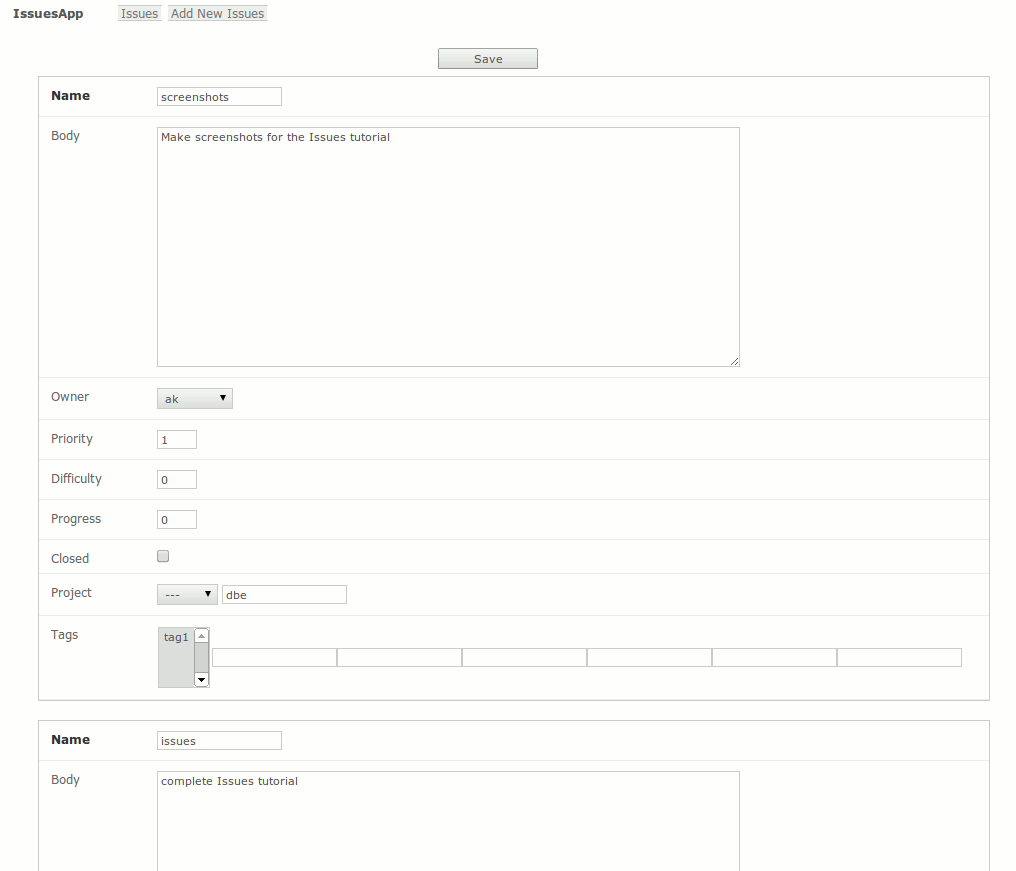 IssuesApp Issues Add New Issues
Save
Name screenshots
Body Make screenshots for the Issues tutorial
Owner ak
Priority 1
Difficulty 0
Progress 0
Closed
Project --- dbe
Tags tag1
Name issues
Body complete Issues tutorial